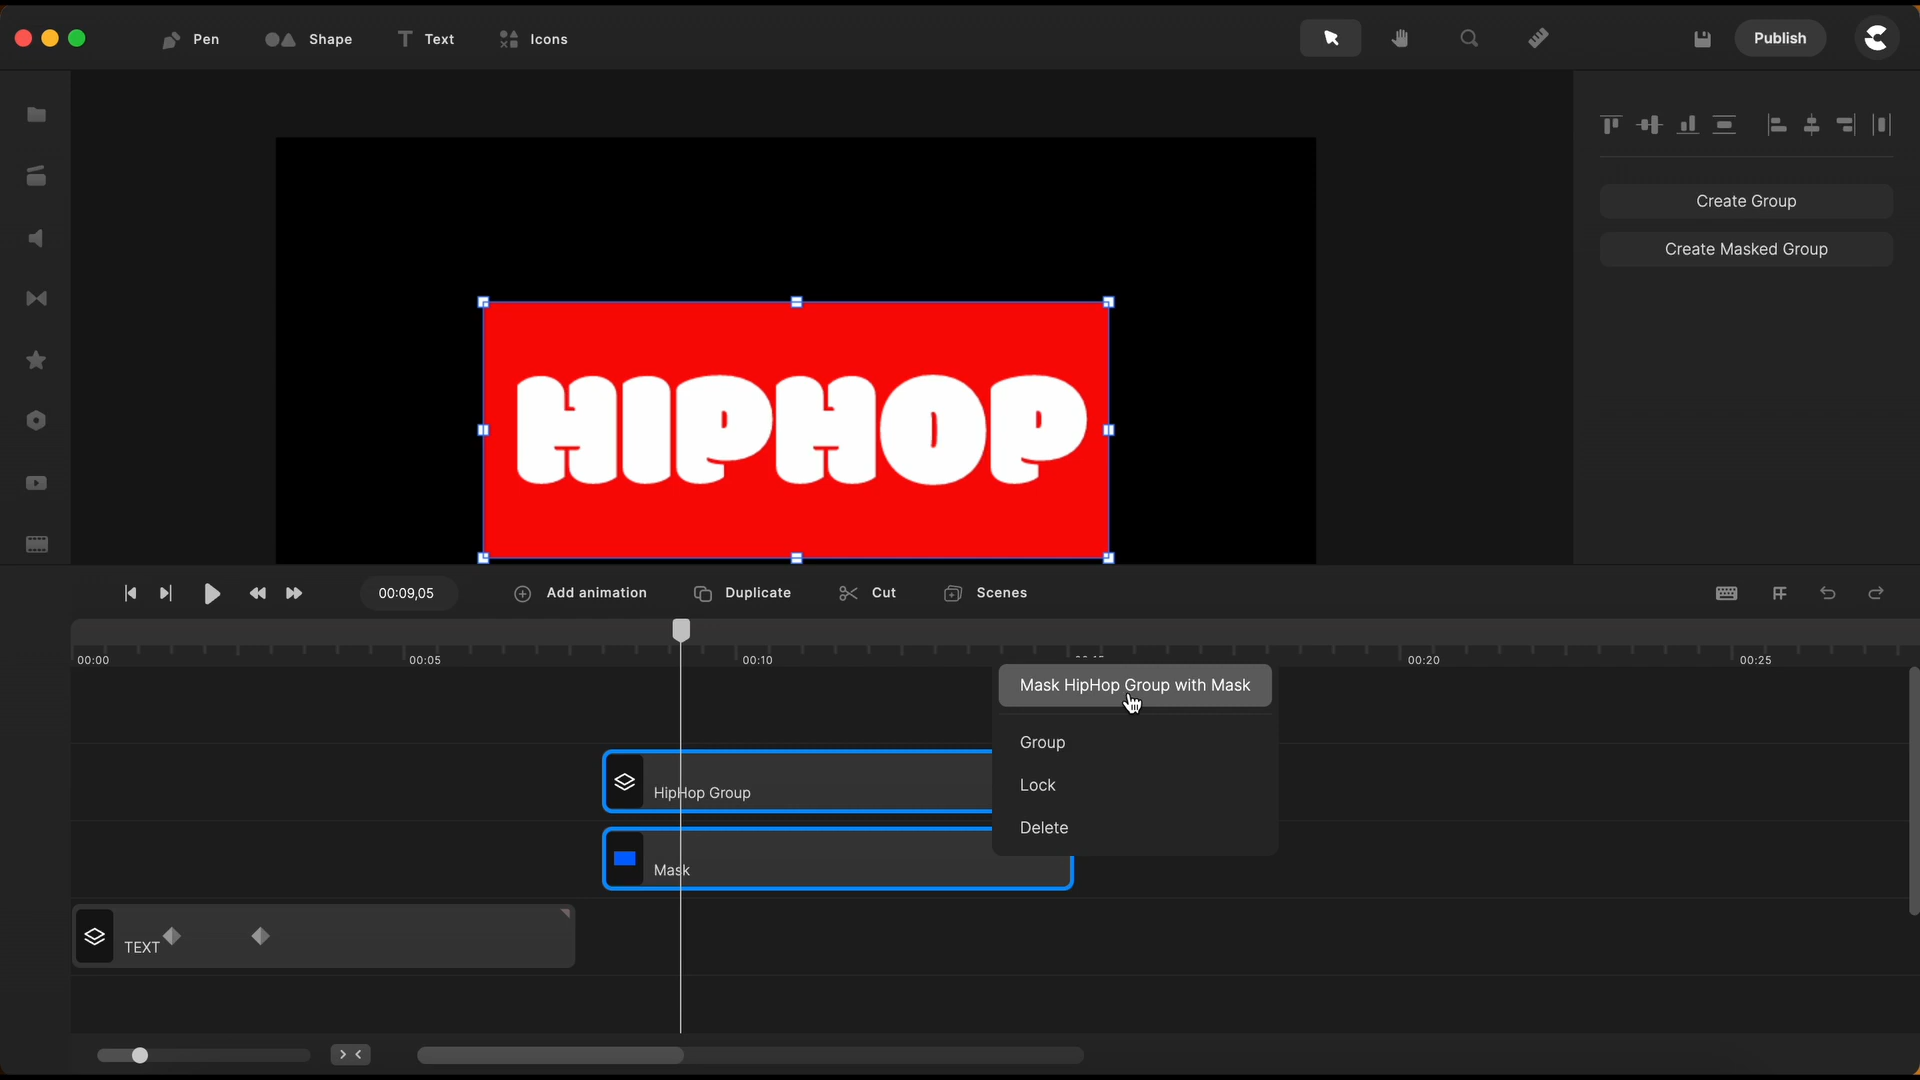 Pen
Shape
Text
Icons
Publish
Create Group
Create Masked Group
HIPHOP
00:09,05
Add animation
Duplicate
Cut
Scenes
00:00
00:05
00:10
00:20
00:25
Mask HipHop Group with Mask
Group
Lock
Delete
HipHop Group
Mask
TEXT